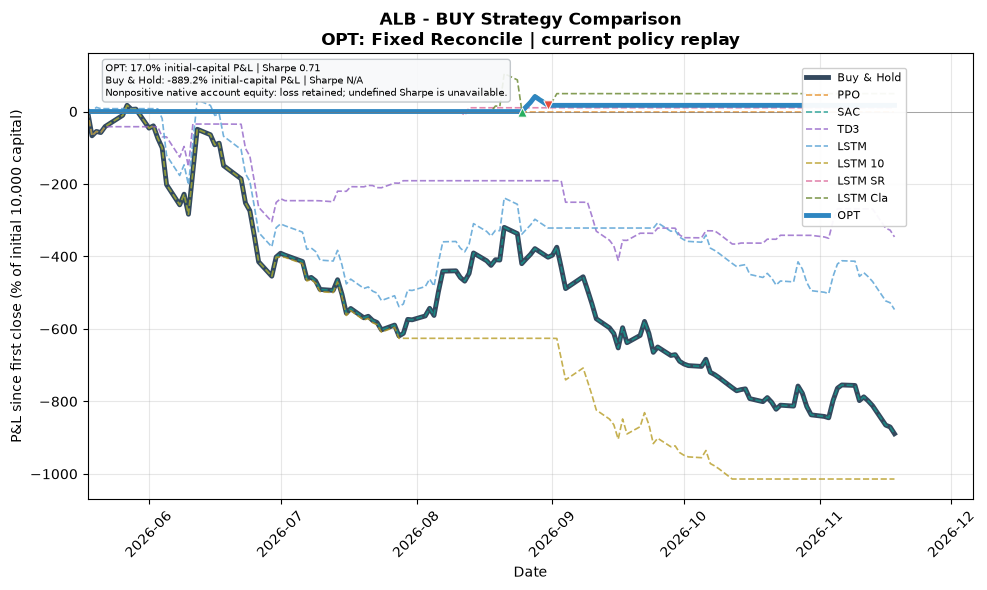 ALB - BUY Strategy Comparison
OPT: Fixed Reconcile | current policy replay
OPT: 17.0% initial-capital P&L | Sharpe 0.71
Buy & Hold: -889.2% initial-capital P&L | Sharpe N/A
Nonpositive native account equity: loss retained; undefined Sharpe is unavailable.
Buy & Hold
PPO
SAC
TD3
LSTM
LSTM 10
LSTM SR
LSTM Cla
OPT
P&L since first close (% of initial 10,000 capital)
0
−200
−400
−600
−800
−1000
2026-06
2026-07
2026-08
2026-09
2026-10
2026-11
2026-12
Date